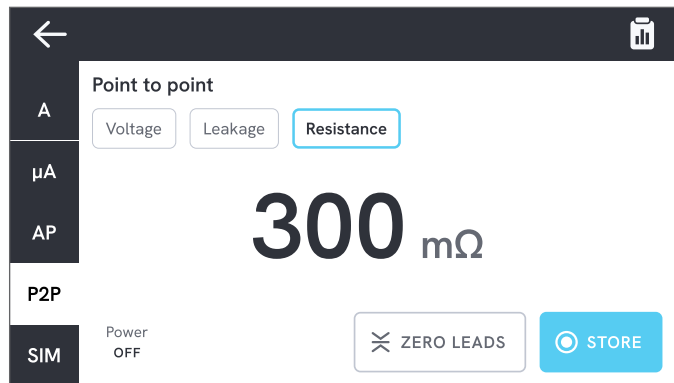 Point to point
A
Voltage
Leakage
Resistance
µA
300 mΩ
AP
P2P
Power
OFF
ZERO LEADS
STORE
SIM